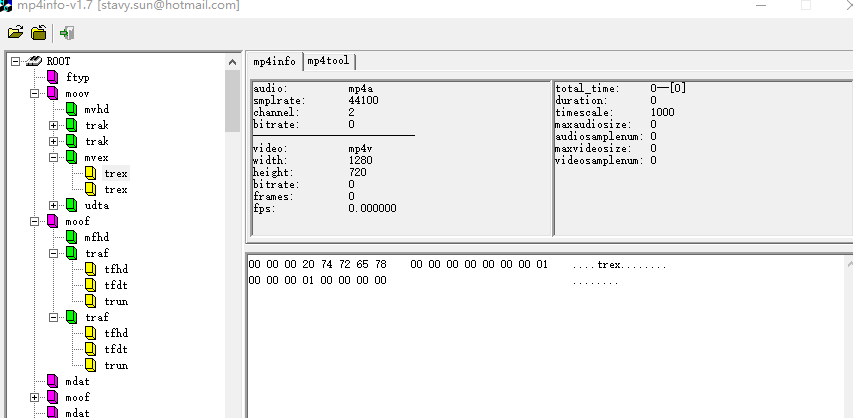 mp4info-v1.7 [stavy.sun@hotmail.com]
ROOT
ftyp
moov
mvhd
trak
trak
mvex
trex
trex
udta
moof
mfhd
traf
tfhd
tfdt
trun
traf
tfhd
tfdt
trun
mdat
moof
mdat
mp4info mp4tool
audio: mp4a
smplrate: 44100
channel: 2
bitrate: 0
video: mp4v
width: 1280
height: 720
bitrate: 0
frames: 0
fps: 0.000000
total_time: 0——[0]
duration: 0
timescale: 1000
maxaudiosize: 0
audiosamplenum: 0
maxvideosize: 0
videosamplenum: 0
00 00 00 20 74 72 65 78 00 00 00 00 00 00 00 01 ....trex........
00 00 00 01 00 00 00 00 ........